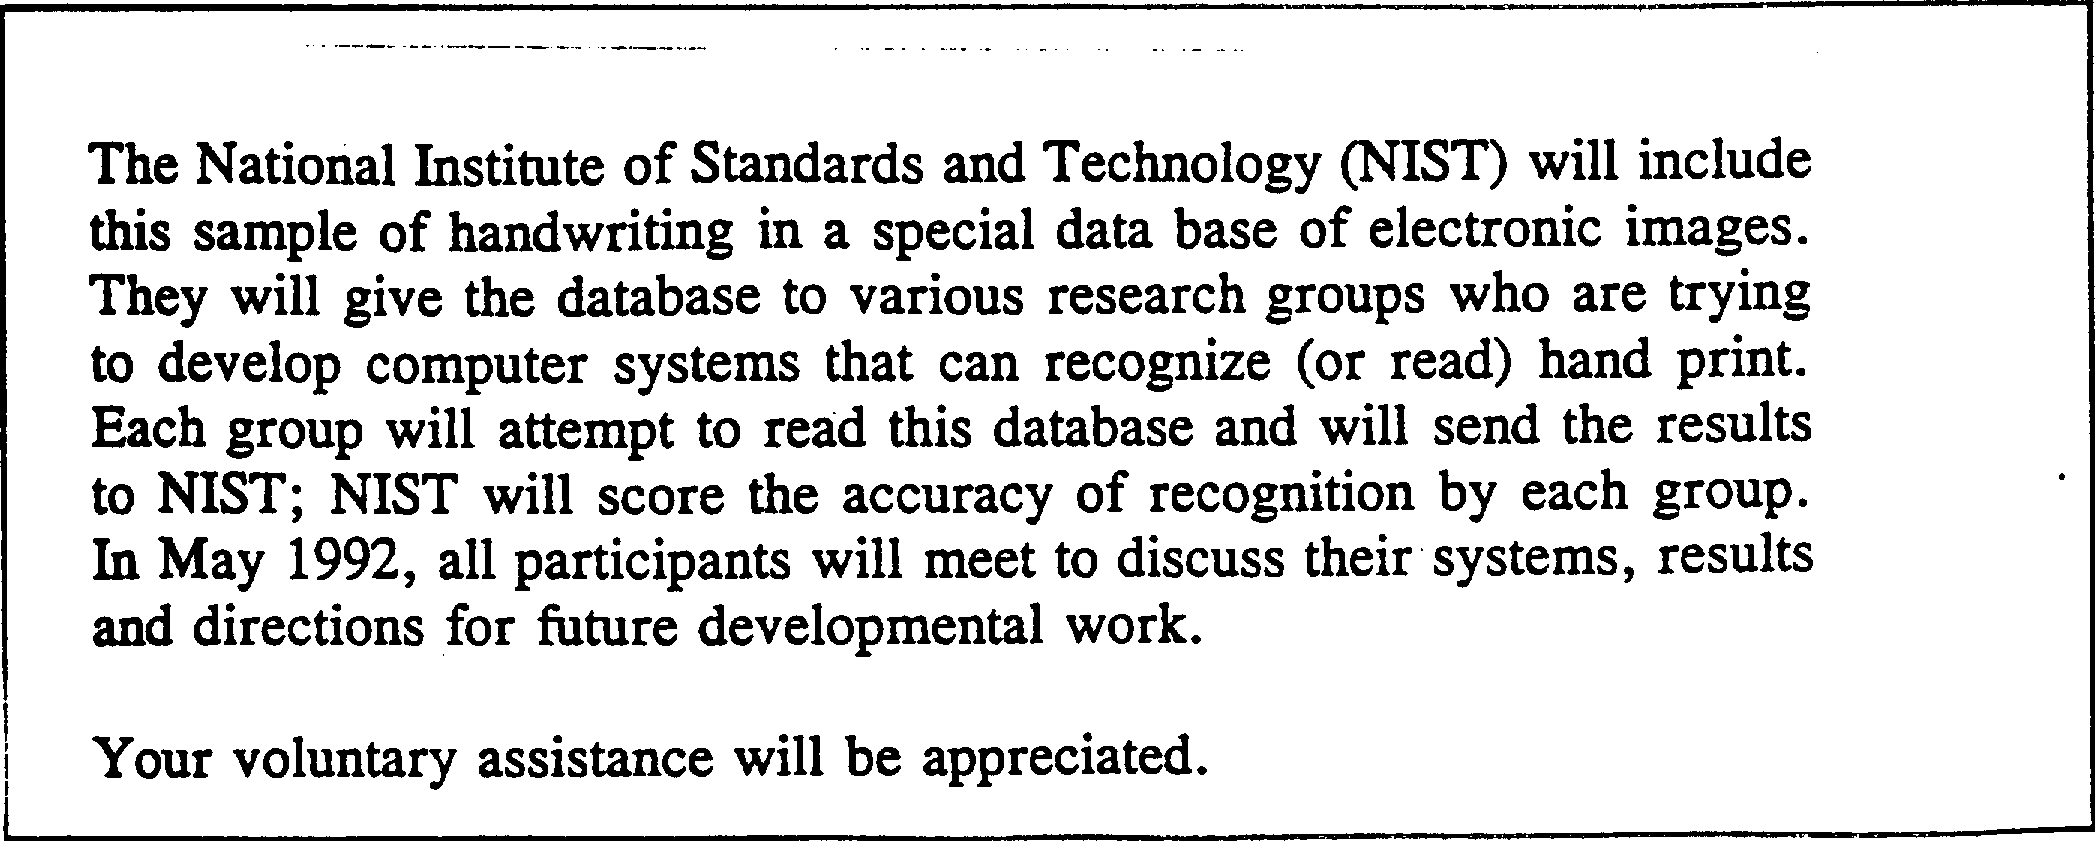 The National Institute of Standards and Technology (NIST) will include
this sample of handwriting in a special data base of electronic images.
They will give the database to various research groups who are trying
to develop computer systems that can recognize (or read) hand print.
Each group will attempt to read this database and will send the results
to NIST; NIST will score the accuracy of recognition by each group.
In May 1992, all participants will meet to discuss their systems, results
and directions for future developmental work.
Your voluntary assistance will be appreciated.